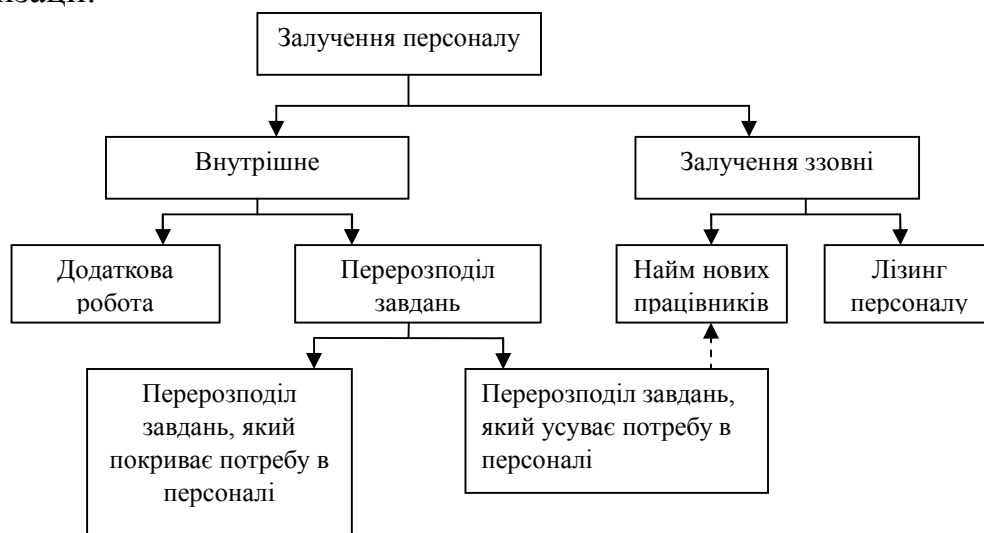 Залучення персоналу
Внутрішне
Залучення ззовні
Додаткова
робота
Перерозподіл
завдань
Найм нових
працівників
Лізинг
персоналу
Перерозподіл
завдань, який
покриває потребу в
персоналі
Перерозподіл завдань,
який усуває потребу в
персоналі